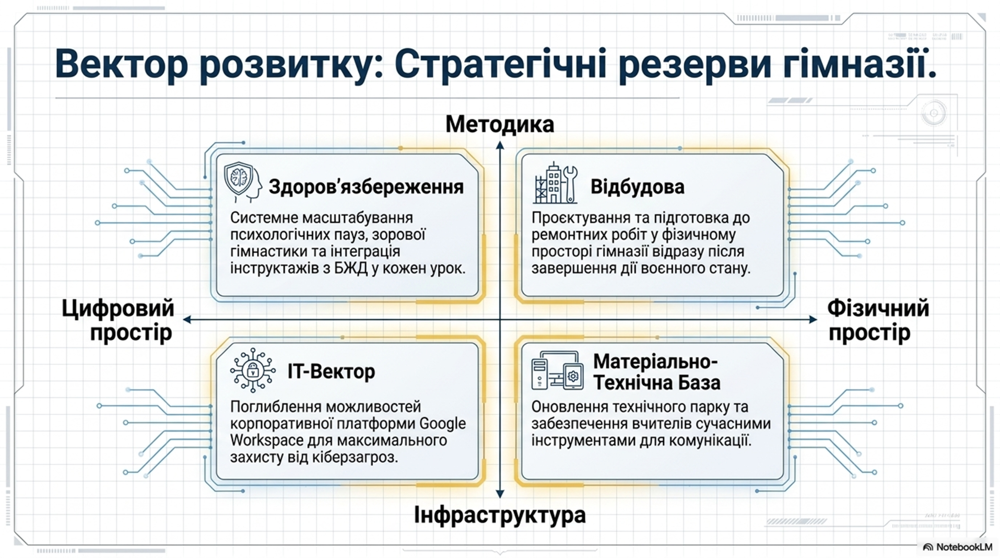 Вектор розвитку: Стратегічні резерви гімназії.
Методика
Здоров’язбереження
Системне масштабування
психологічних пауз, зорової
гімнастики та інтеграція
інструктажів з БЖД у кожен урок.
Відбудова
Проєктування та підготовка до
ремонтних робіт у фізичному
просторі гімназії відразу після
завершення дії воєнного стану.
Цифровий
простір
Фізичний
простір
ІТ-Вектор
Поглиблення можливостей
корпоративної платформи Google
Workspace для максимального
захисту від кіберзагроз.
Матеріально-
Технічна База
Оновлення технічного парку та
забезпечення вчителів сучасними
інструментами для комунікації.
Інфраструктура
NotebookLM